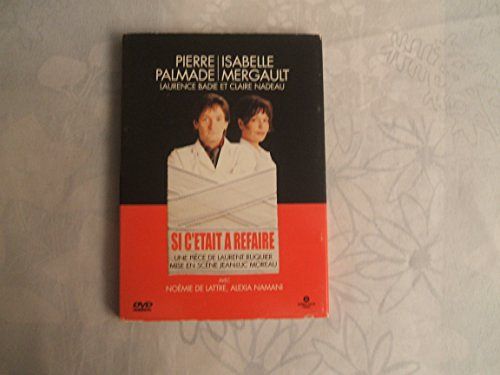 PIERRE ISABELLE
PALMADE MERGAULT
LAURENCE BADIE ET CLAIRE NADEAU
SI C'ETAIT A REFAIRE
UNE PIÈCE DE LAURENT RUQUIER
MISE EN SCÈNE JEAN-LUC MOREAU
AVEC
NOÉMIE DE LATTRE, ALEXIA NAMANI
DVD